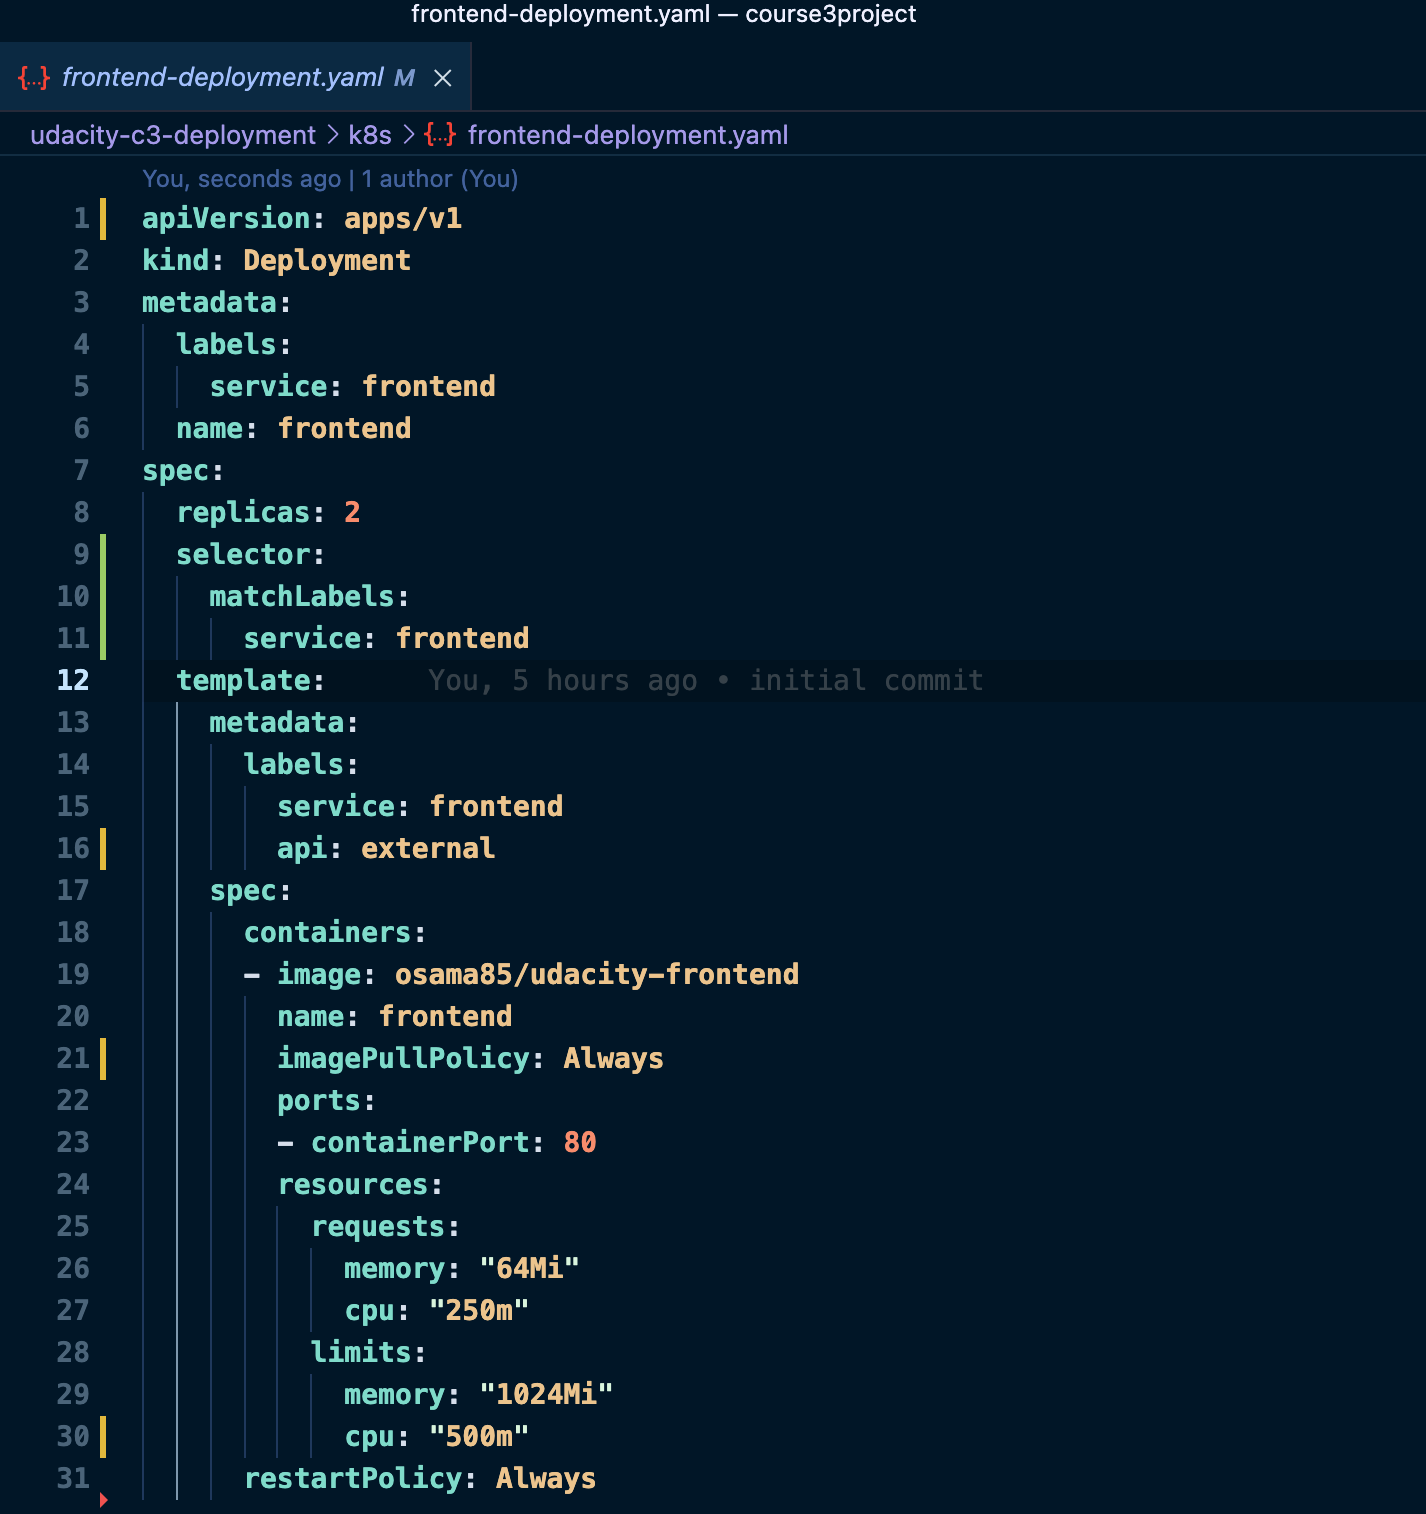 frontend-deployment.yaml — course3project
{...} frontend-deployment.yaml M ×
udacity-c3-deployment > k8s > {...} frontend-deployment.yaml
You, seconds ago | 1 author (You)
1 apiVersion: apps/v1
2 kind: Deployment
3 metadata:
4   labels:
5     service: frontend
6   name: frontend
7 spec:
8   replicas: 2
9   selector:
10     matchLabels:
11       service: frontend
12   template: You, 5 hours ago • initial commit
13     metadata:
14       labels:
15         service: frontend
16         api: external
17     spec:
18       containers:
19       - image: osama85/udacity-frontend
20         name: frontend
21         imagePullPolicy: Always
22         ports:
23         - containerPort: 80
24         resources:
25           requests:
26             memory: "64Mi"
27             cpu: "250m"
28           limits:
29             memory: "1024Mi"
30             cpu: "500m"
31       restartPolicy: Always